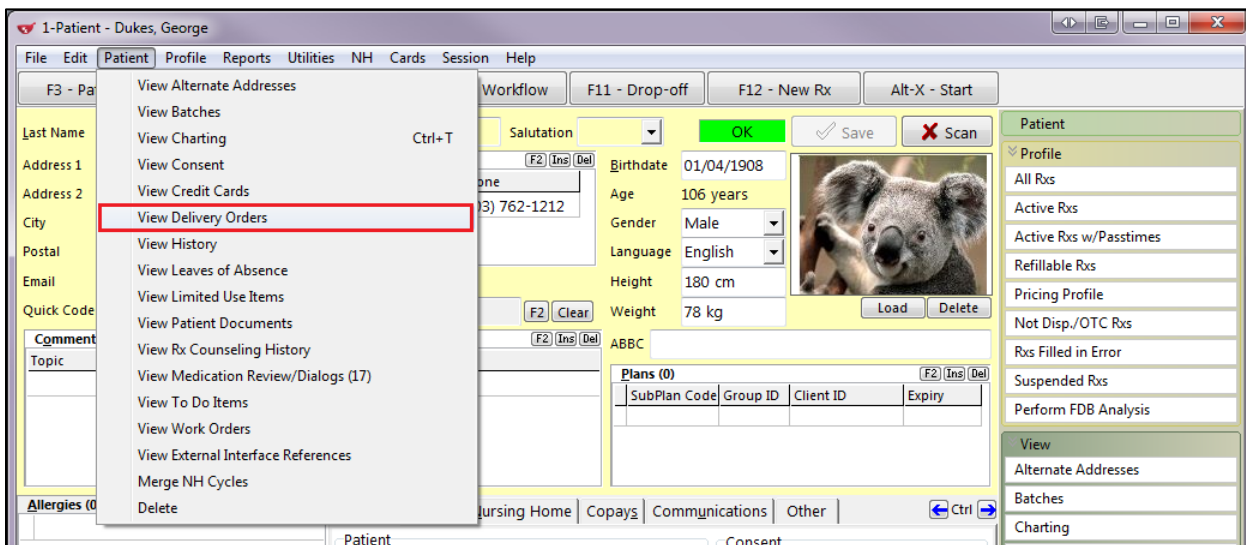 1-Patient - Dukes, George
File Edit Patient Profile Reports Utilities NH Cards Session Help
F3 - Workflow F11 - Drop-off F12 - New Rx Alt-X - Start
View Alternate Addresses
View Batches
View Charting Ctrl+T
View Consent
View Credit Cards
View Delivery Orders
View History
View Leaves of Absence
View Limited Use Items
View Patient Documents
View Rx Counseling History
View Medication Review/Dialogs (17)
View To Do Items
View Work Orders
View External Interface References
Merge NH Cycles
Delete
Last Name
Address 1
Address 2
City
Postal
Email
Quick Code
Comment
Topic
Allergies (0
Salutation OK Save Scan
F2 Ins Del
762-1212
F2 Clear
F2 Ins Del
Birthdate 01/04/1908
Age 106 years
Gender Male
Language English
Height 180 cm
Weight 78 kg
Load Delete
ABBC
Plans (0) F2 Ins Del
SubPlan Code Group ID Client ID Expiry
Home Copays Communications Other Ctrl
Patient Consent
Patient
Profile
All Rxs
Active Rxs
Active Rxs w/Passtimes
Refillable Rxs
Pricing Profile
Not Disp./OTC Rxs
Rxs Filled in Error
Suspended Rxs
Perform FDB Analysis
View
Alternate Addresses
Batches
Charting